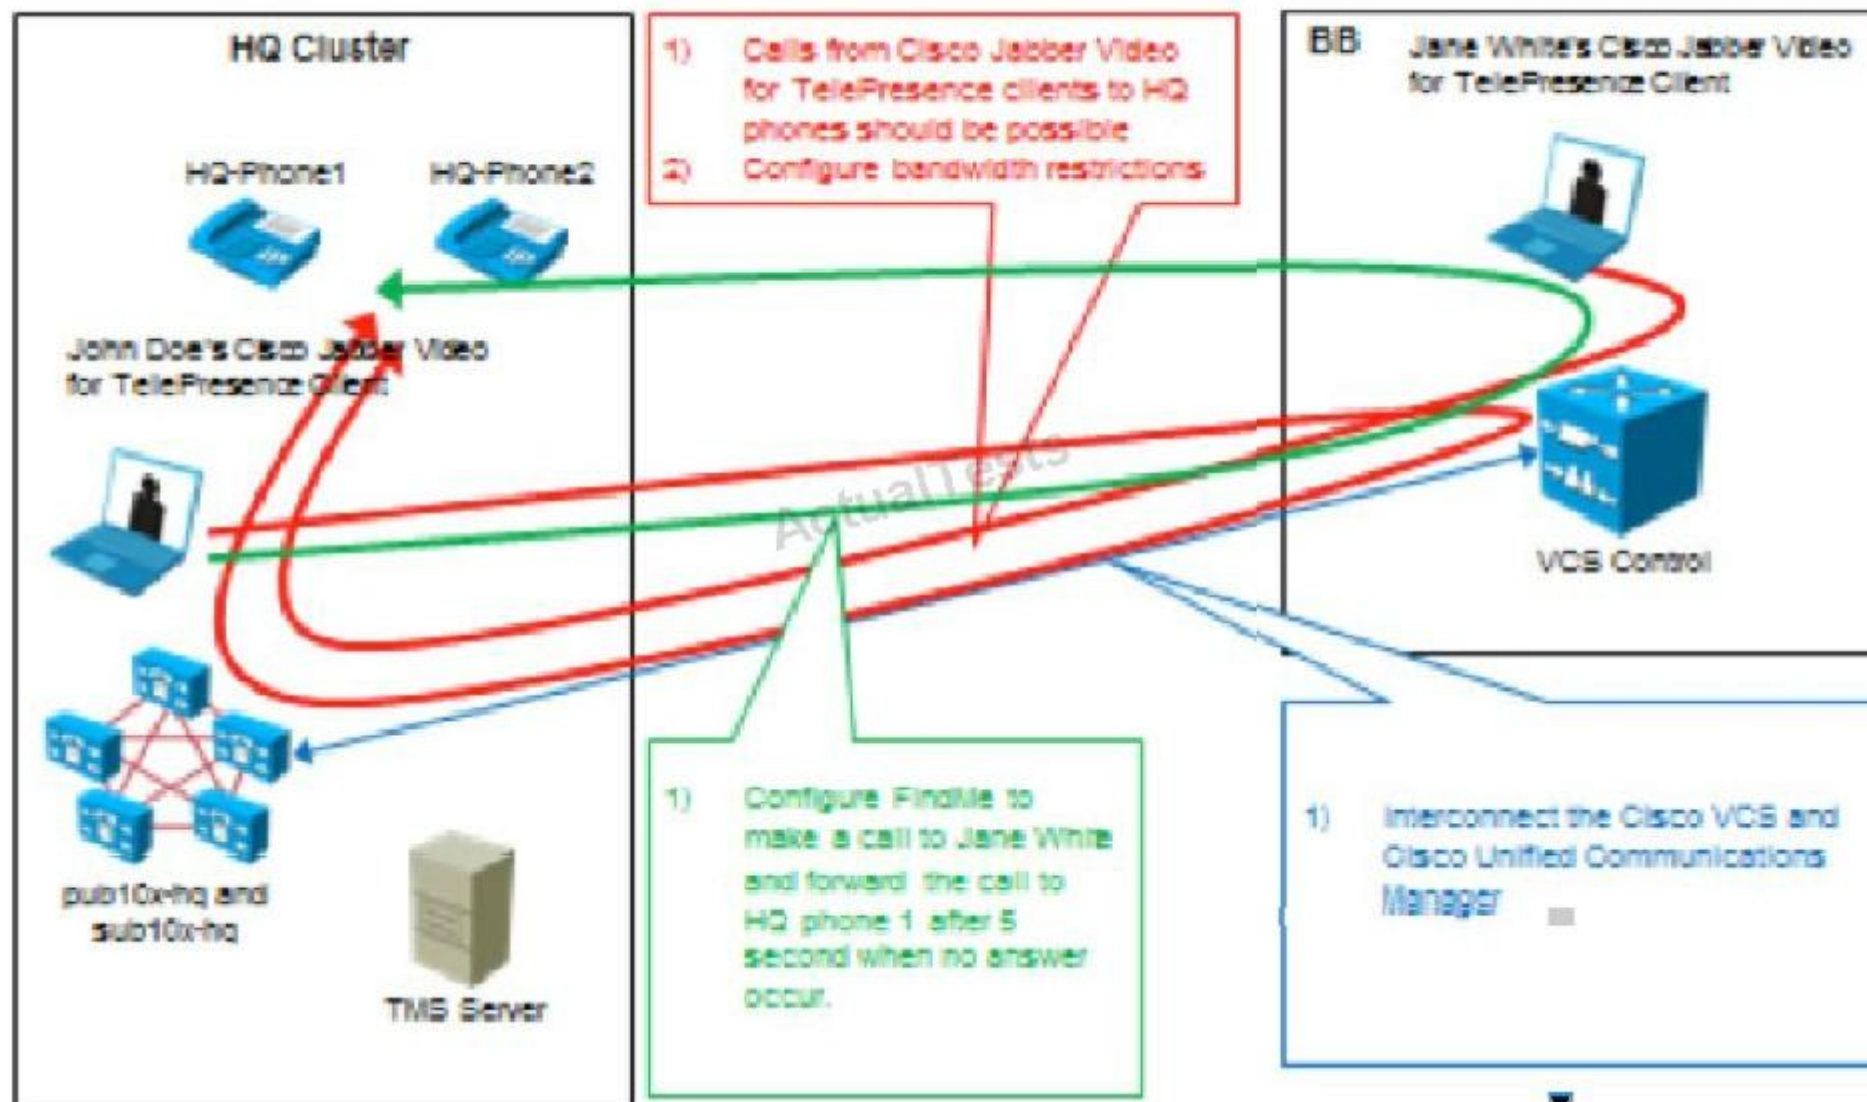 HQ Cluster
HQ-Phone1
HQ-Phone2
John Doe's Cisco Jabber Video
for TelePresence Client
pub10x-hq and
sub10x-hq
TMS Server
1) Calls from Cisco Jabber Video
for TelePresence clients to HQ
phones should be possible
2) Configure bandwidth restrictions
ActualTests
1) Configure FindMe to
make a call to Jane White
and forward the call to
HQ phone 1 after 5
second when no answer
occur.
BB
Jane White's Cisco Jabber Video
for TelePresence Client
VCS Control
1) Interconnect the Cisco VCS and
Cisco Unified Communications
Manager